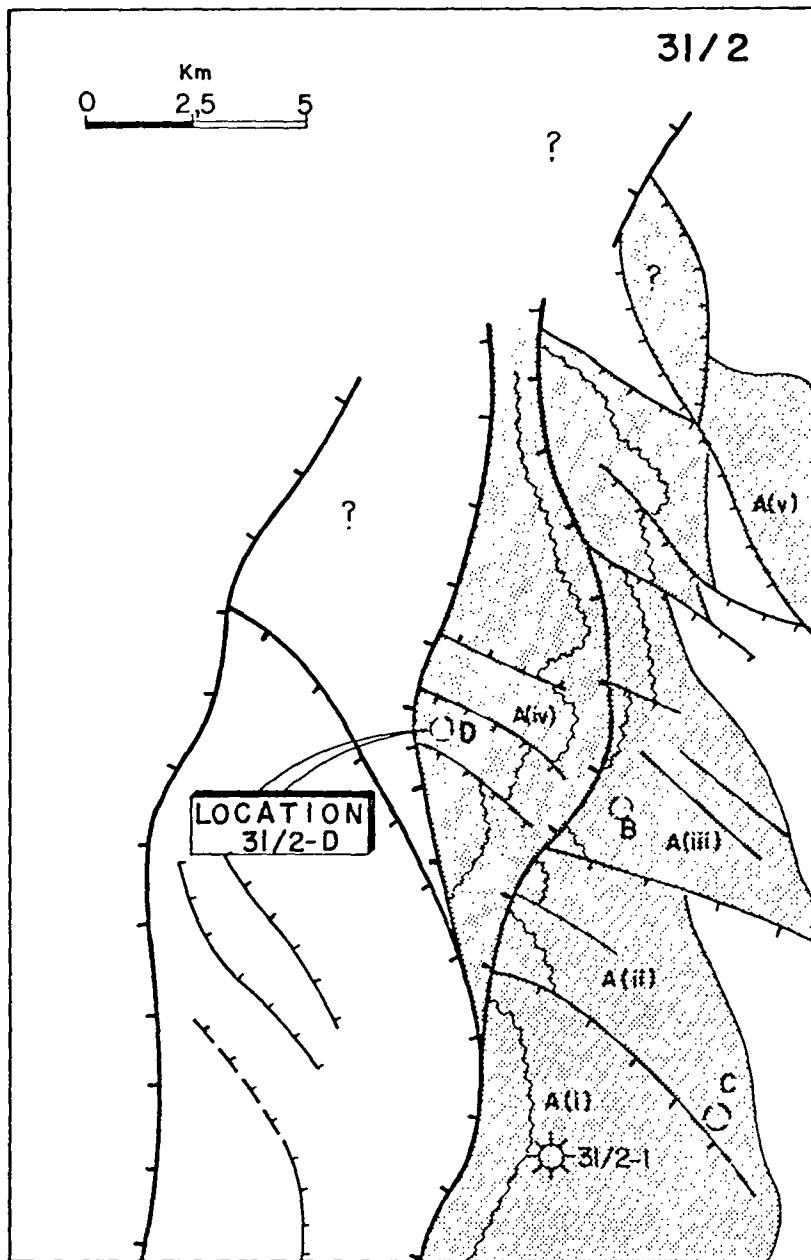 31/2
Km
0 2,5 5
?
?
?
A(v)
A(iv)
D
LOCATION
31/2-D
B
A(iii)
A(ii)
C
A(i)
31/2-1